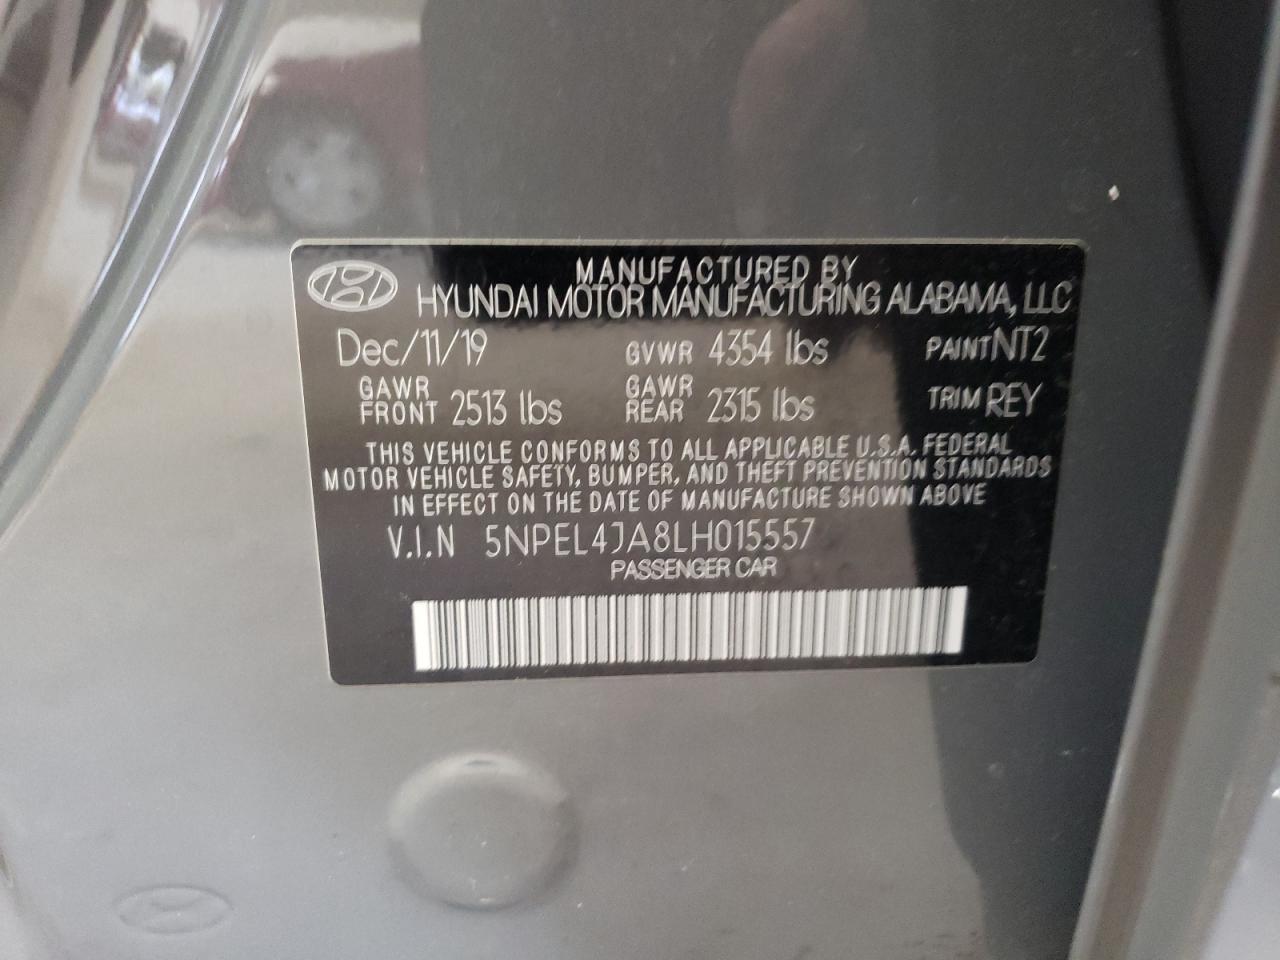 MANUFACTURED BY
HYUNDAI MOTOR MANUFACTURING ALABAMA, LLC
Dec/11/19 GVWR 4354 lbs PAINT NT2
GAWR FRONT 2513 lbs GAWR REAR 2315 lbs TRIM REY
THIS VEHICLE CONFORMS TO ALL APPLICABLE U.S.A. FEDERAL
MOTOR VEHICLE SAFETY, BUMPER, AND THEFT PREVENTION STANDARDS
IN EFFECT ON THE DATE OF MANUFACTURE SHOWN ABOVE
V.I.N 5NPEL4JA8LH015557
PASSENGER CAR